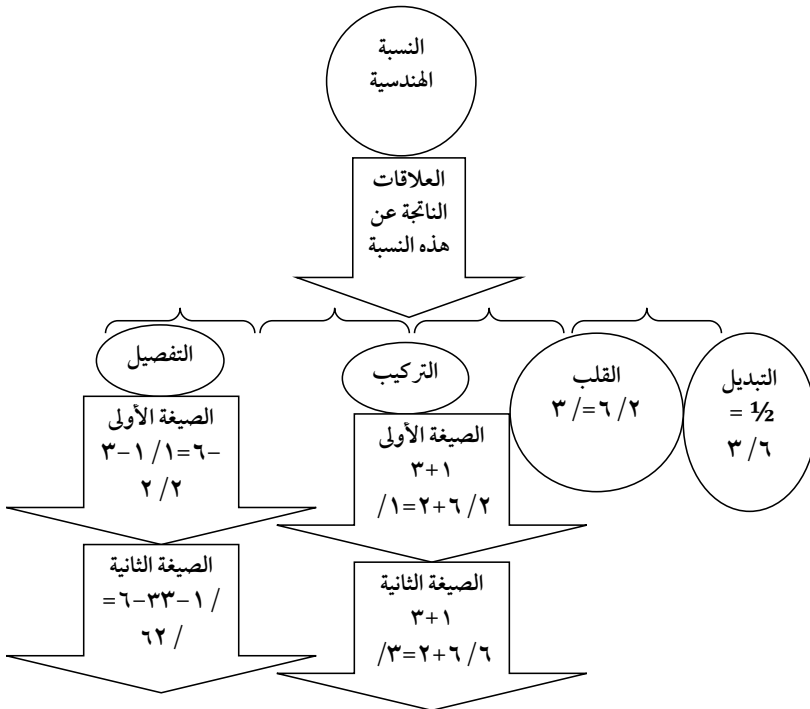 النسبة
الهندسية
العلاقات
الناتجة عن
هذه النسبة
التبديل
= ½
٣ /٦
القلب
٣ /=٦ /٢
التركيب
الصيغة الأولى
٣+١
/١=٢+٦ /٢
الصيغة الثانية
٣+١
/٣=٢+٦ /٦
التفصيل
الصيغة الأولى
٣-١ /١=٦-
٢ /٢
الصيغة الثانية
=٦-٣٣-١ /
٦٢ /